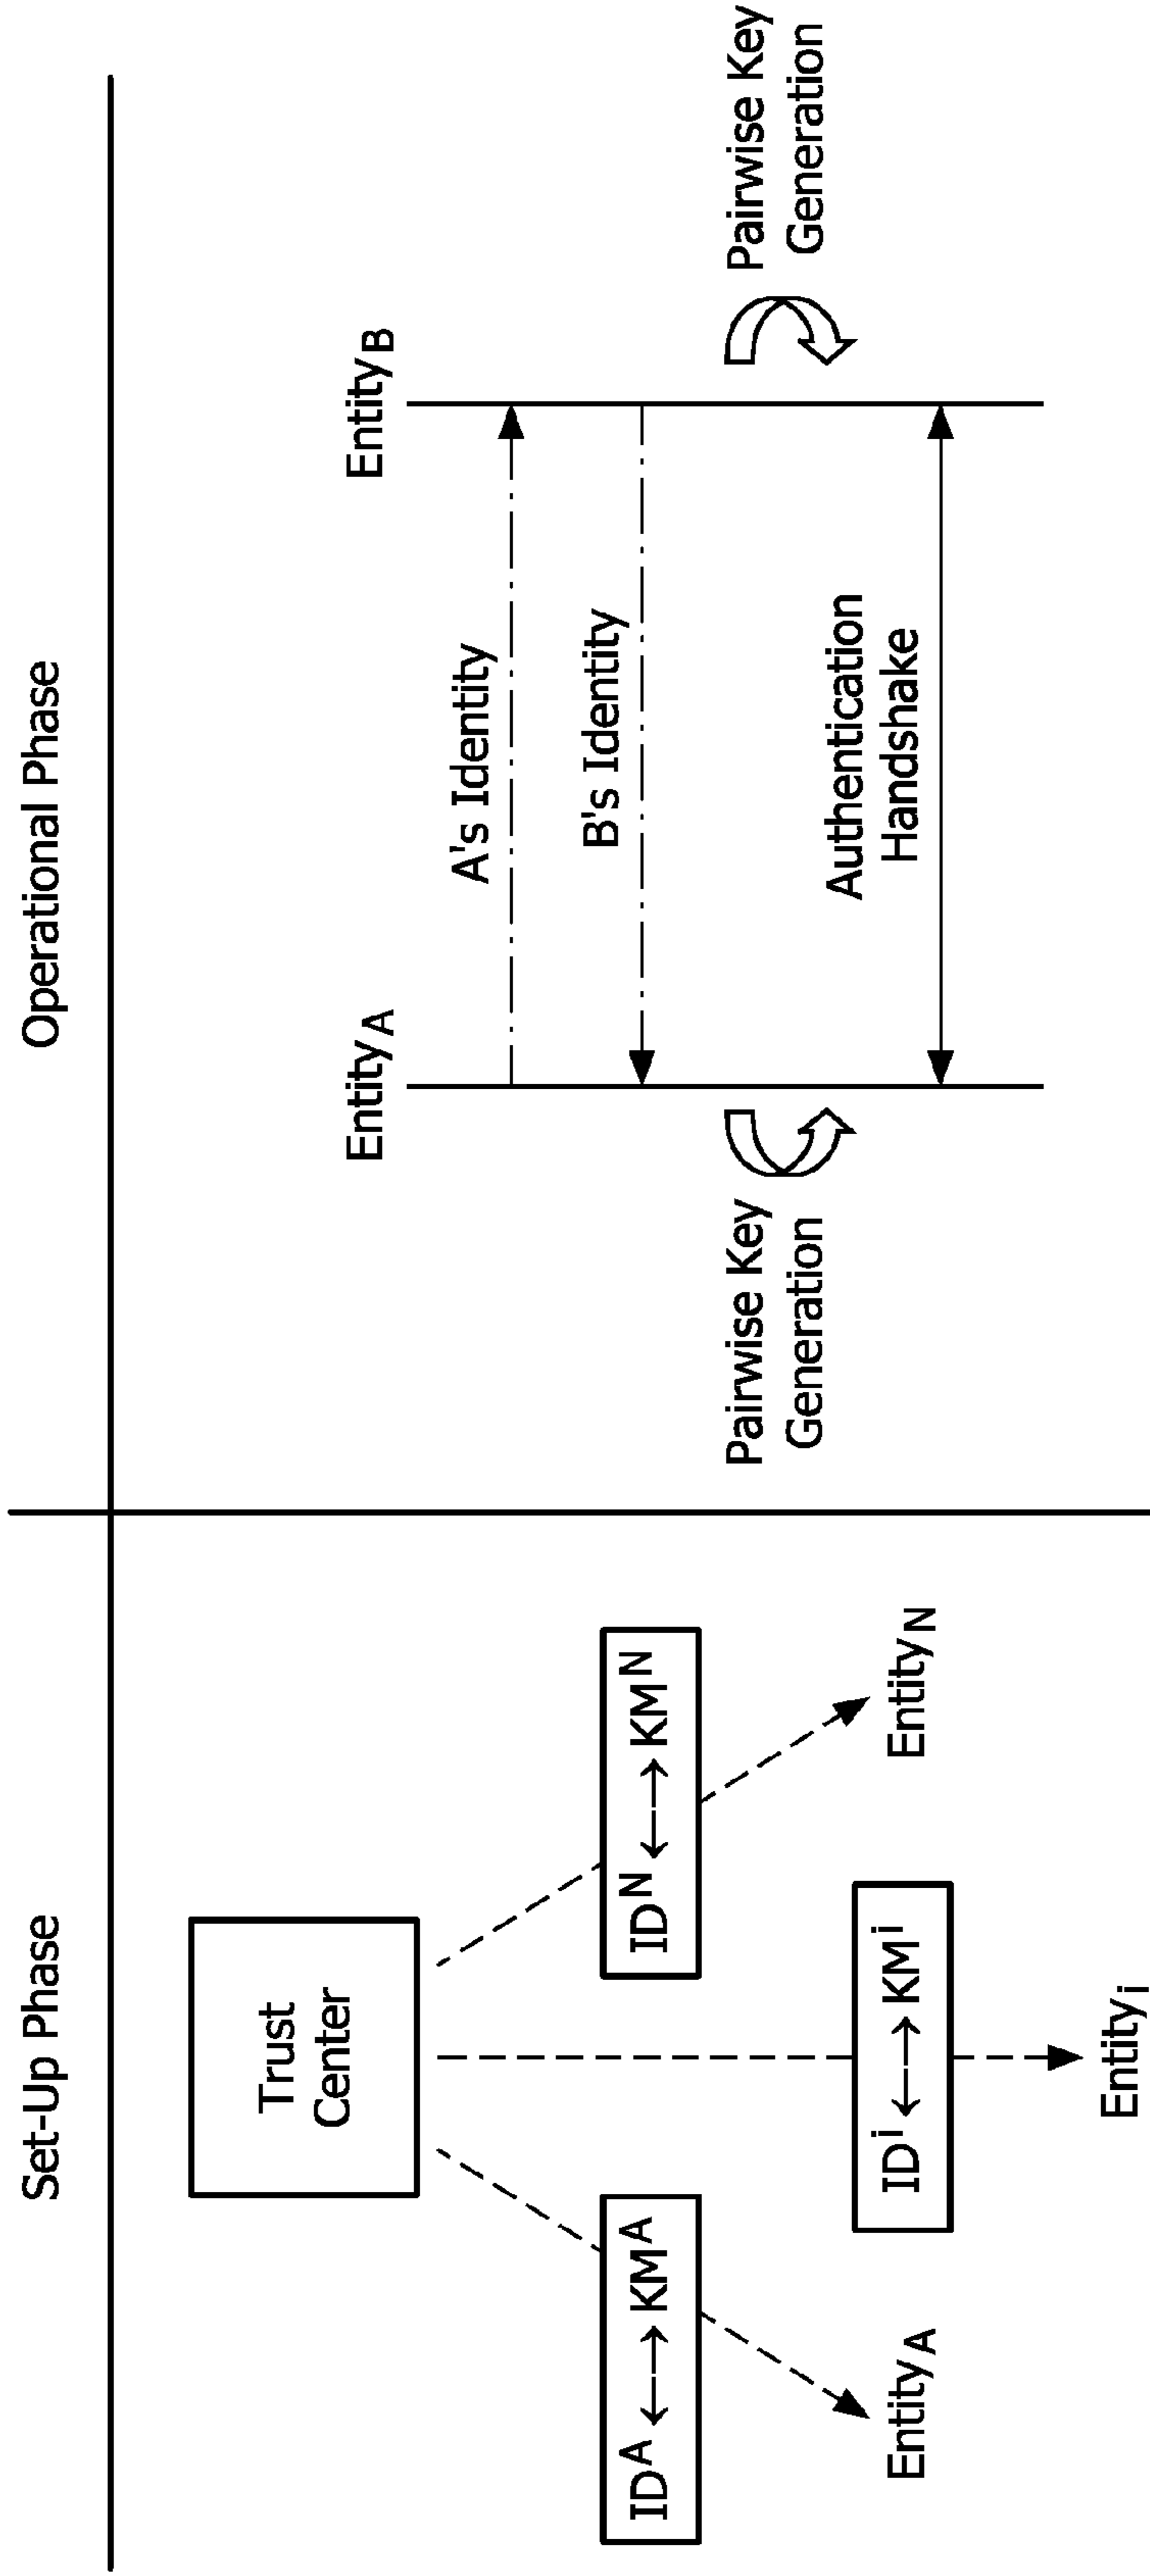 Set-Up Phase
Trust
Center
ID^A ←→ KM^A
ID^N ←→ KM^N
ID^i ←→ KM^i
Entity_A
Entity_N
Entity_i
Operational Phase
Entity_A
Entity_B
A's Identity
B's Identity
Pairwise Key
Generation
Pairwise Key
Generation
Authentication
Handshake